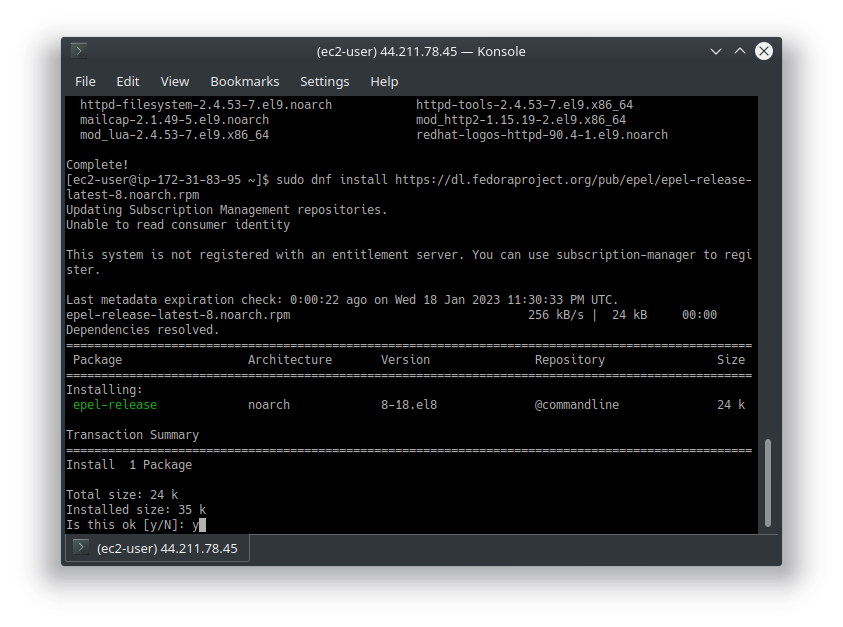 (ec2-user) 44.211.78.45 — Konsole
File Edit View Bookmarks Settings Help
httpd-filesystem-2.4.53-7.el9.noarch httpd-tools-2.4.53-7.el9.x86_64
mailcap-2.1.49-5.el9.noarch mod_http2-1.15.19-2.el9.x86_64
mod_lua-2.4.53-7.el9.x86_64 redhat-logos-httpd-90.4-1.el9.noarch
Complete!
[ec2-user@ip-172-31-83-95 ~]$ sudo dnf install https://dl.fedoraproject.org/pub/epel/epel-release-
latest-8.noarch.rpm
Updating Subscription Management repositories.
Unable to read consumer identity
This system is not registered with an entitlement server. You can use subscription-manager to regi
ster.
Last metadata expiration check: 0:00:22 ago on Wed 18 Jan 2023 11:30:33 PM UTC.
epel-release-latest-8.noarch.rpm 256 kB/s | 24 kB 00:00
Dependencies resolved.
Package Architecture Version Repository Size
Installing:
epel-release noarch 8-18.el8 @commandline 24 k
Transaction Summary
Install 1 Package
Total size: 24 k
Installed size: 35 k
Is this ok [y/N]: y
(ec2-user) 44.211.78.45